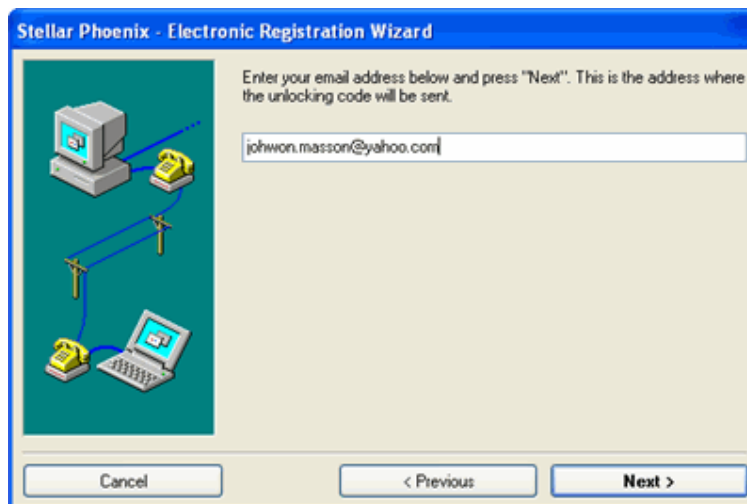 Stellar Phoenix - Electronic Registration Wizard
Enter your email address below and press "Next". This is the address where
the unlocking code will be sent.
johwon.masson@yahoo.com
Cancel
< Previous
Next >